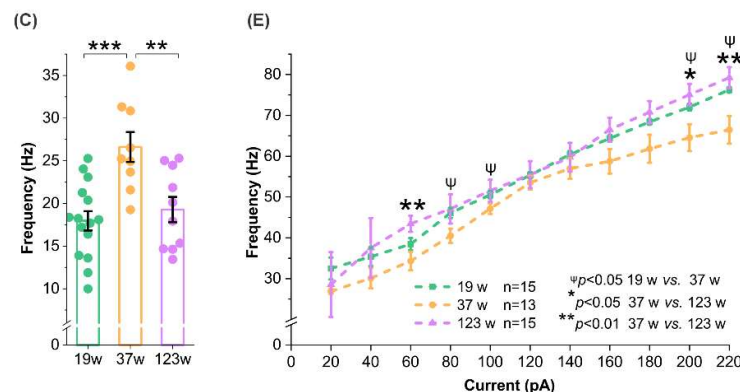 (C)
*** **
Frequency (Hz)
35
30
25
20
15
10
0
19w 37w 123w
(E)
Frequency (Hz)
80
70
60
50
40
30
0
** ψ ψ ψ * ψ **
19 w n=15
37 w n=13
123 w n=15
ψp<0.05 19 w vs. 37 w
*p<0.05 37 w vs. 123 w
**p<0.01 37 w vs. 123 w
0 20 40 60 80 100 120 140 160 180 200 220
Current (pA)